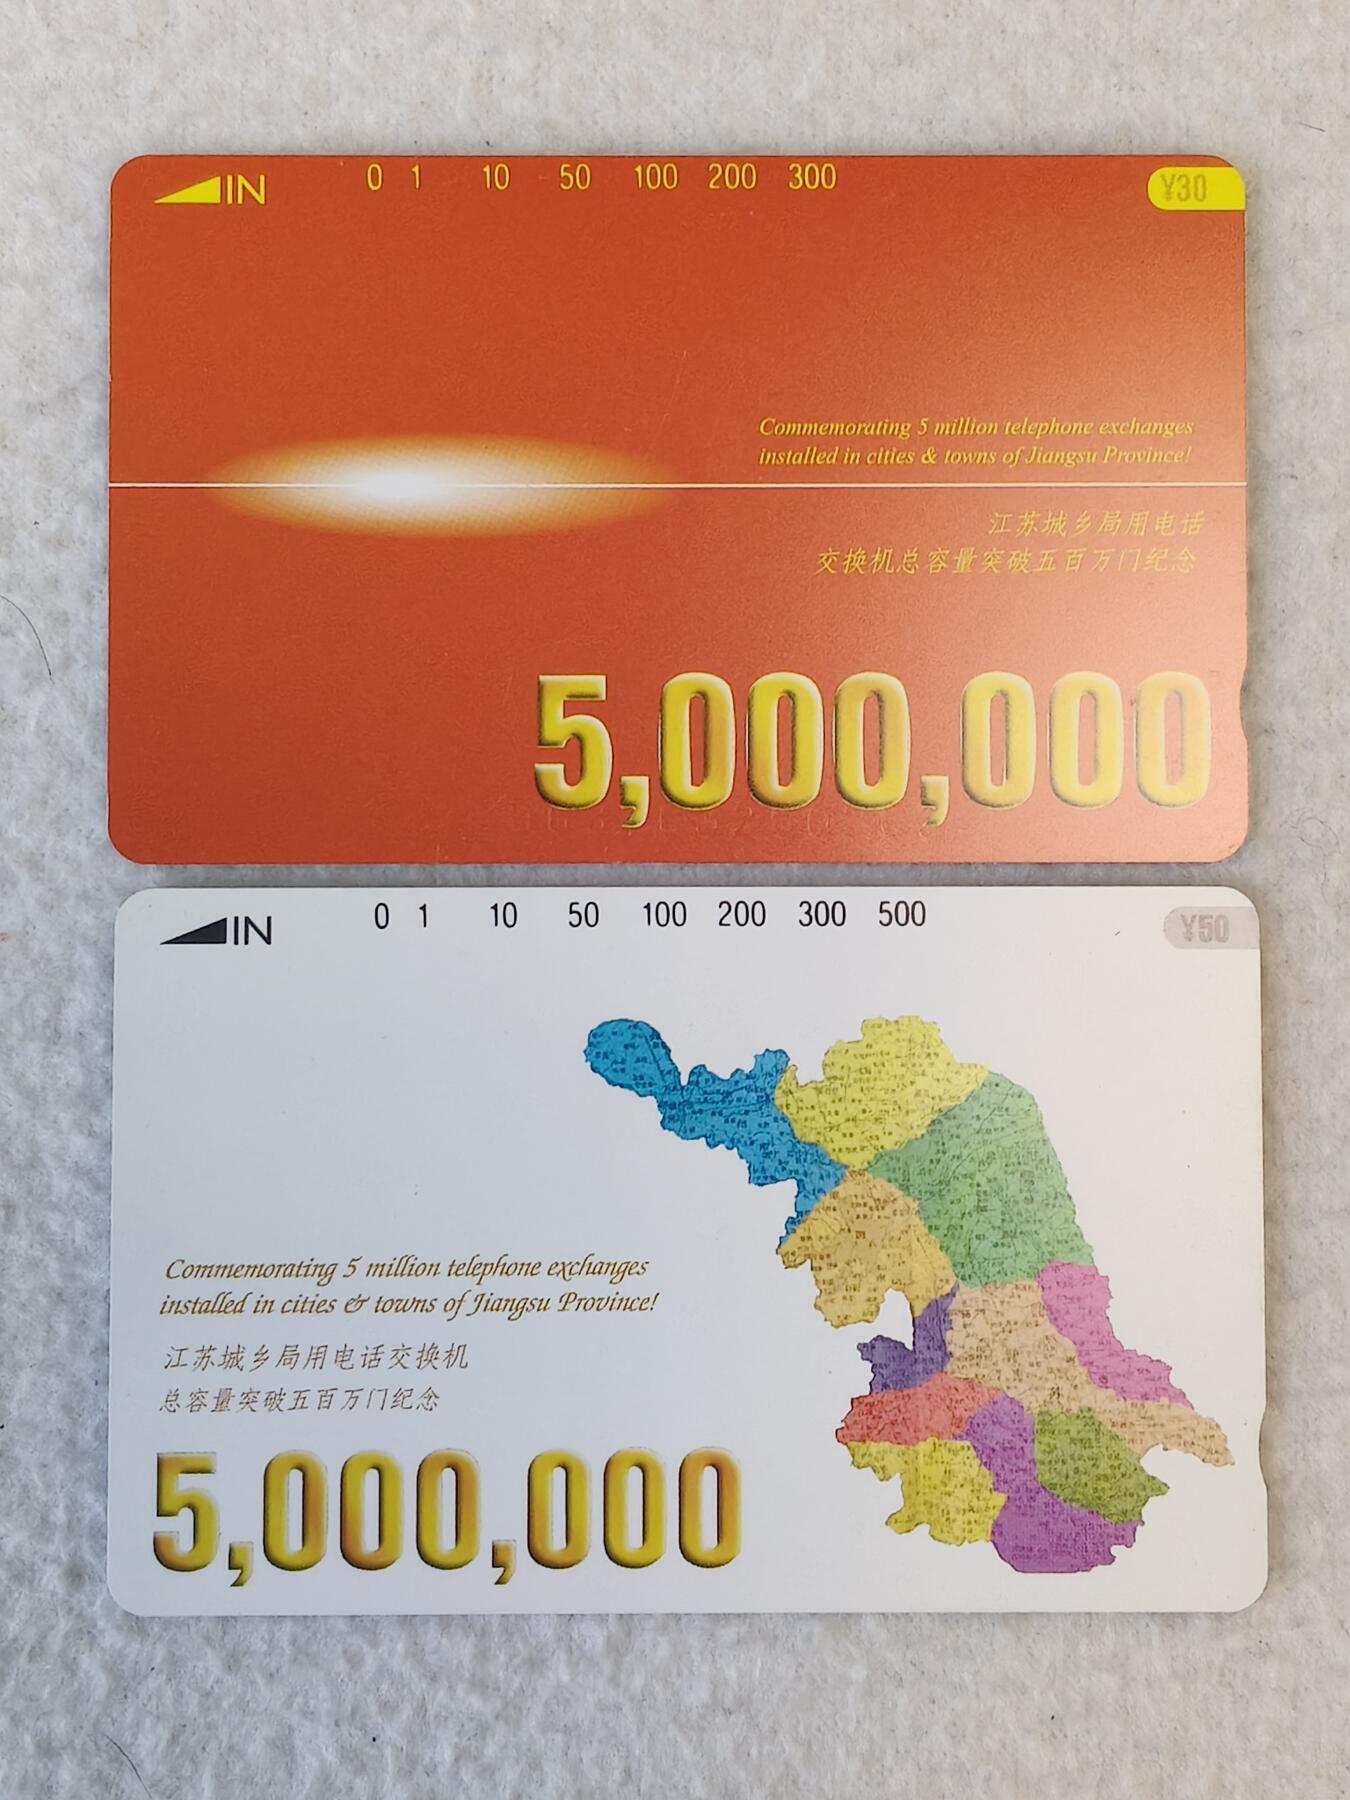 IN 0 1 10 50 100 200 300 ¥30
Commemorating 5 million telephone exchanges
installed in cities & towns of Jiangsu Province!
江苏城乡局用电话
交换机总容量突破五百万门纪念
5,000,000
IN 0 1 10 50 100 200 300 500 ¥50
Commemorating 5 million telephone exchanges
installed in cities & towns of Jiangsu Province!
江苏城乡局用电话交换机
总容量突破五百万门纪念
5,000,000